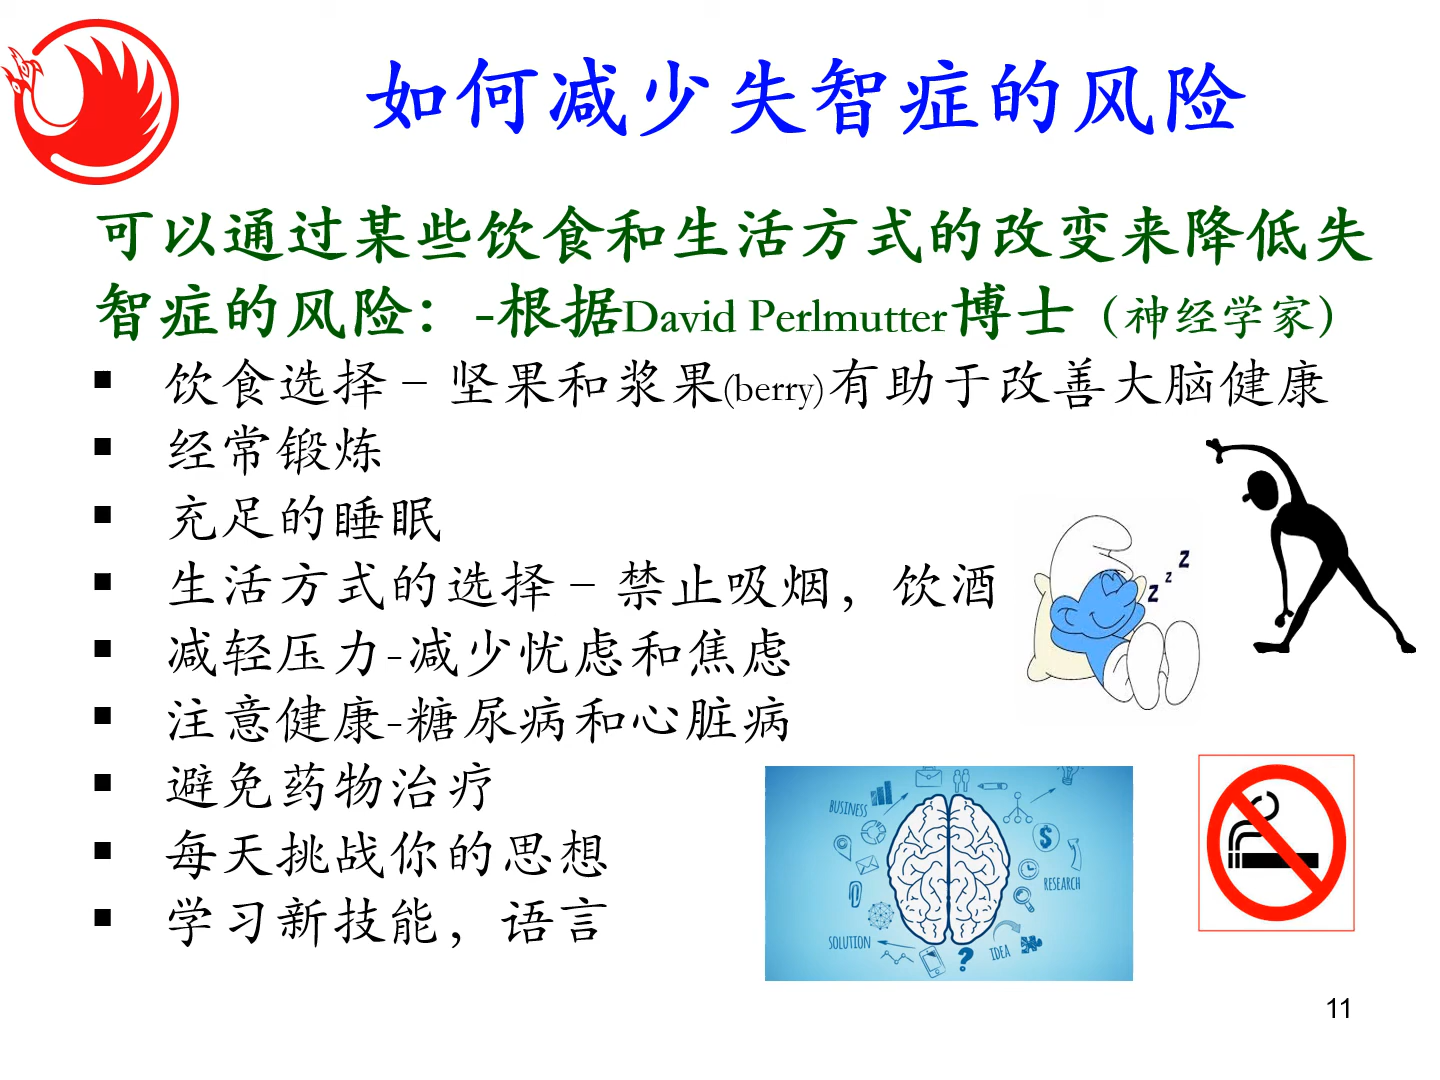 如何减少失智症的风险
可以通过某些饮食和生活方式的改变来降低失
智症的风险：-根据David Perlmutter博士（神经学家）
▪ 饮食选择 – 坚果和浆果(berry)有助于改善大脑健康
▪ 经常锻炼
▪ 充足的睡眠
▪ 生活方式的选择 – 禁止吸烟，饮酒
▪ 减轻压力-减少忧虑和焦虑
▪ 注意健康-糖尿病和心脏病
▪ 避免药物治疗
▪ 每天挑战你的思想
▪ 学习新技能，语言
z
z
z
BUSINESS
$
RESEARCH
SOLUTION
?
IDEA
11